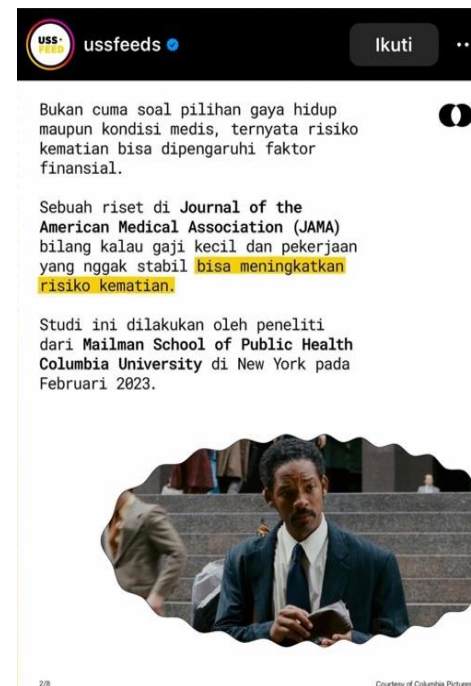 USS
FEED
ussfeeds
Ikuti
Bukan cuma soal pilihan gaya hidup
maupun kondisi medis, ternyata risiko
kematian bisa dipengaruhi faktor
finansial.
Sebuah riset di Journal of the
American Medical Association (JAMA)
bilang kalau gaji kecil dan pekerjaan
yang nggak stabil bisa meningkatkan
risiko kematian.
Studi ini dilakukan oleh peneliti
dari Mailman School of Public Health
Columbia University di New York pada
Februari 2023.
2/8
Courtesy of Columbia Pictures